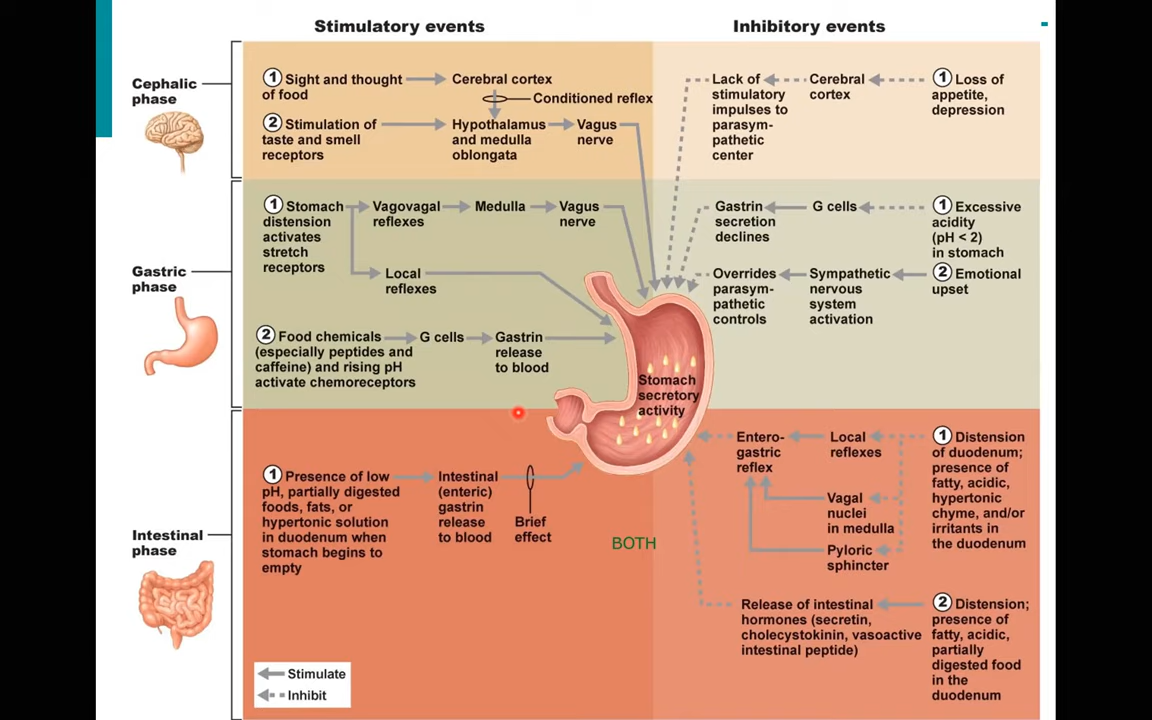 Stimulatory events
Inhibitory events
Cephalic
phase
1 Sight and thought
of food
Cerebral cortex
Conditioned reflex
2 Stimulation of
taste and smell
receptors
Hypothalamus
and medulla
oblongata
Vagus
nerve
Lack of
stimulatory
impulses to
parasym-
pathetic
center
Cerebral
cortex
1 Loss of
appetite,
depression
Gastric
phase
1 Stomach
distension
activates
stretch
receptors
Vagovagal
reflexes
Medulla
Vagus
nerve
Local
reflexes
2 Food chemicals
(especially peptides and
caffeine) and rising pH
activate chemoreceptors
G cells
Gastrin
release
to blood
Gastrin
secretion
declines
G cells
1 Excessive
acidity
(pH < 2)
in stomach
Overrides
parasym-
pathetic
controls
Sympathetic
nervous
system
activation
2 Emotional
upset
Stomach
secretory
activity
Intestinal
phase
1 Presence of low
pH, partially digested
foods, fats, or
hypertonic solution
in duodenum when
stomach begins to
empty
Intestinal
(enteric)
gastrin
release
to blood
Brief
effect
BOTH
Entero-
gastric
reflex
Local
reflexes
Vagal
nuclei
in medulla
Pyloric
sphincter
1 Distension
of duodenum;
presence of
fatty, acidic,
hypertonic
chyme, and/or
irritants in
the duodenum
Release of intestinal
hormones (secretin,
cholecystokinin, vasoactive
intestinal peptide)
2 Distension;
presence of
fatty, acidic,
partially
digested food
in the
duodenum
Stimulate
Inhibit